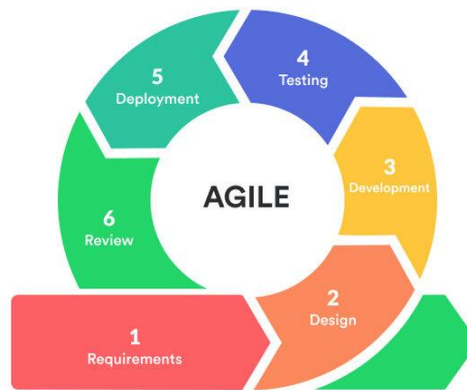 AGILE
1
Requirements
2
Design
3
Development
4
Testing
5
Deployment
6
Review